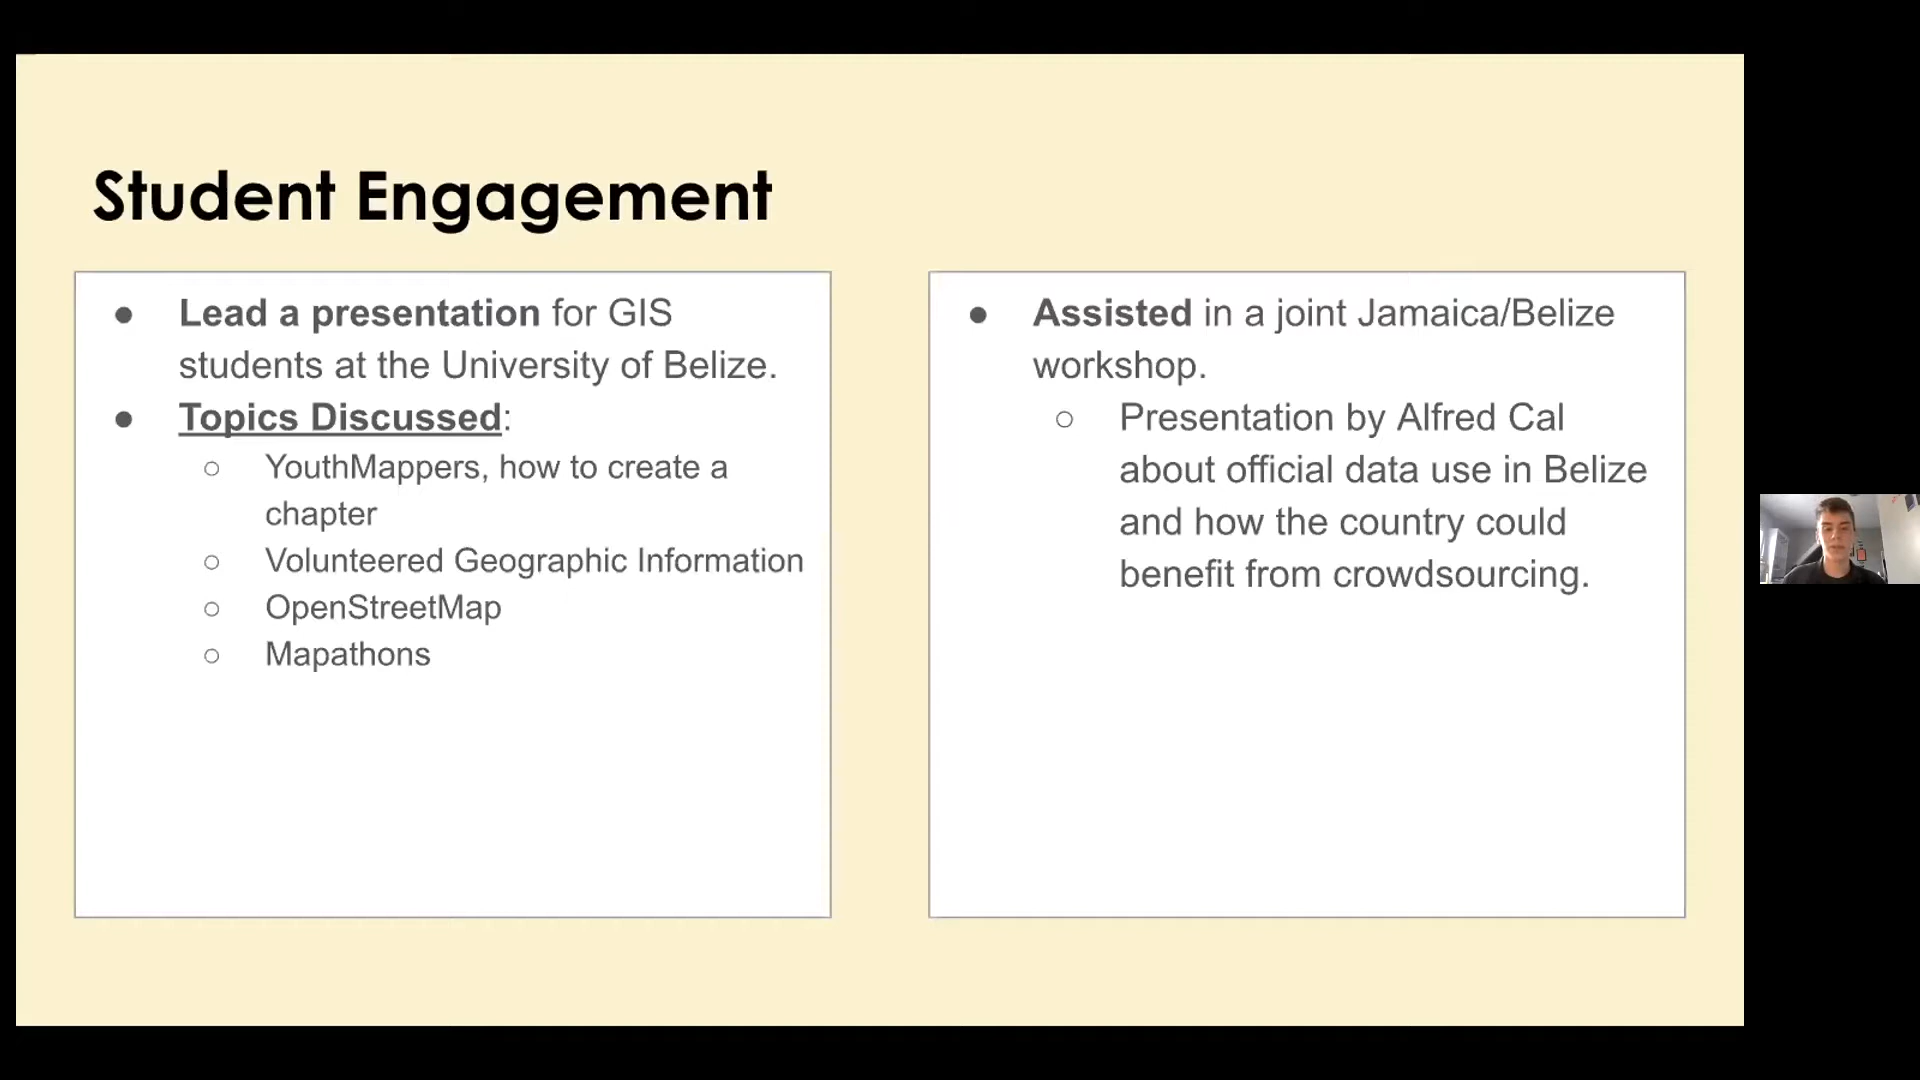 Student Engagement
● Lead a presentation for GIS
students at the University of Belize.
● Topics Discussed:
○ YouthMappers, how to create a
chapter
○ Volunteered Geographic Information
○ OpenStreetMap
○ Mapathons
● Assisted in a joint Jamaica/Belize
workshop.
○ Presentation by Alfred Cal
about official data use in Belize
and how the country could
benefit from crowdsourcing.